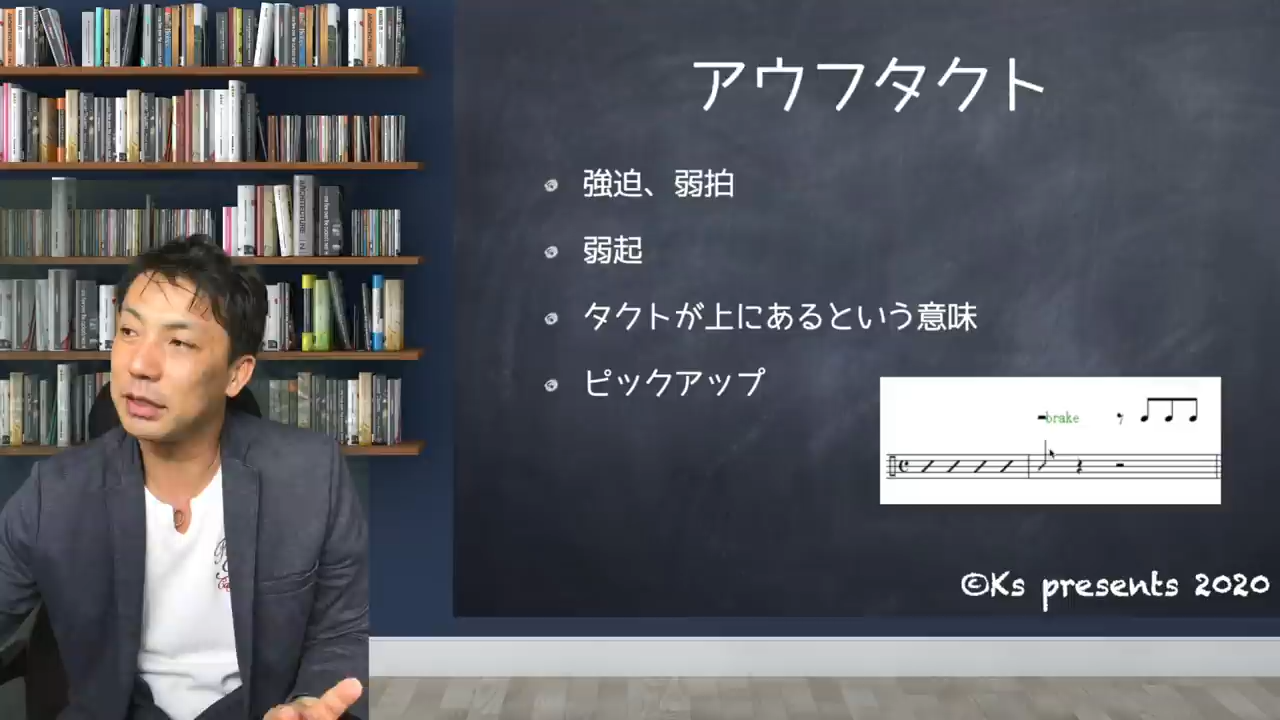 アウフタクト
強迫、弱拍
弱起
タクトが上にあるという意味
ピックアップ
brake
©Ks presents 2020